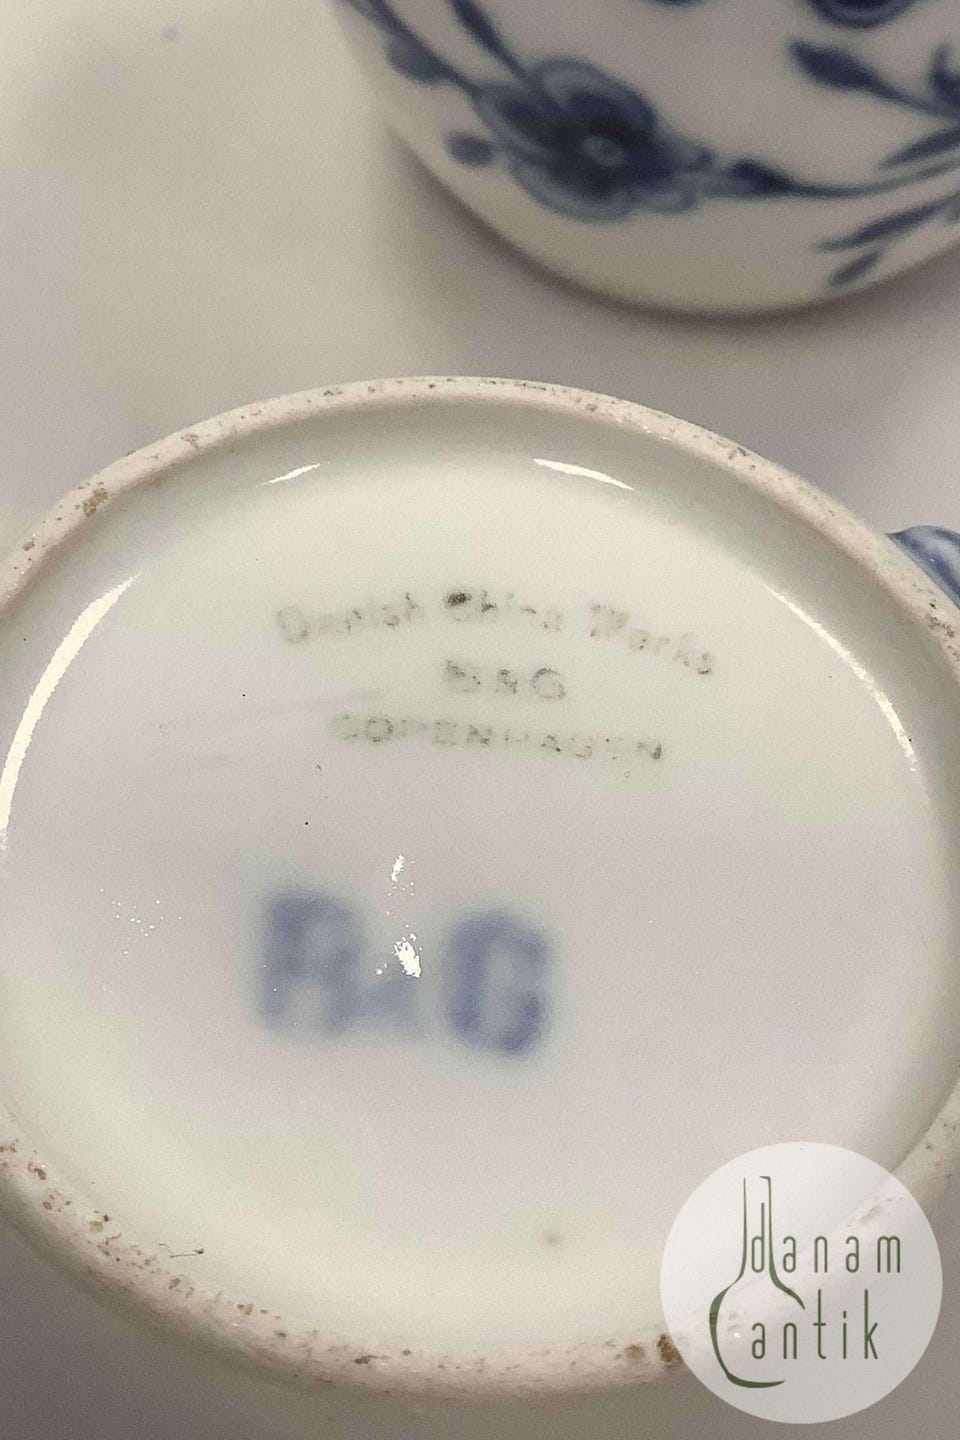 Danish China Works
B&G
COPENHAGEN
B&G
danam
antik